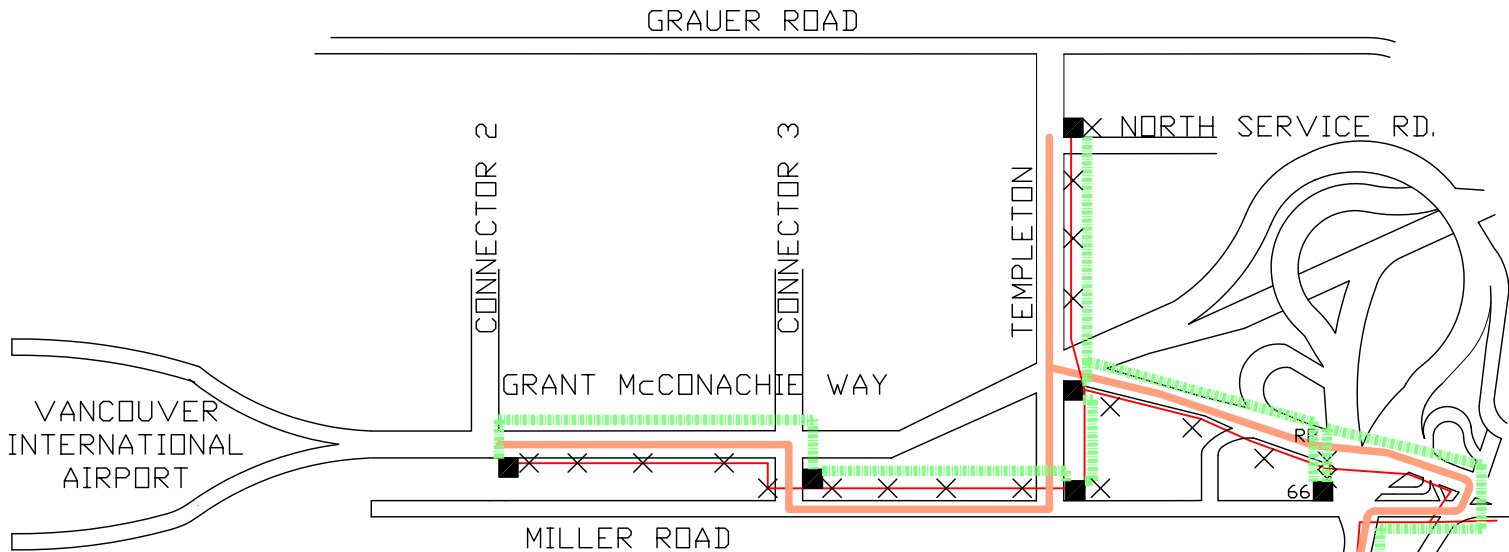 GRAUER ROAD
NORTH SERVICE RD.
CONNECTOR 2
CONNECTOR 3
TEMPLETON
GRANT McCONACHIE WAY
VANCOUVER
INTERNATIONAL
AIRPORT
66
MILLER ROAD